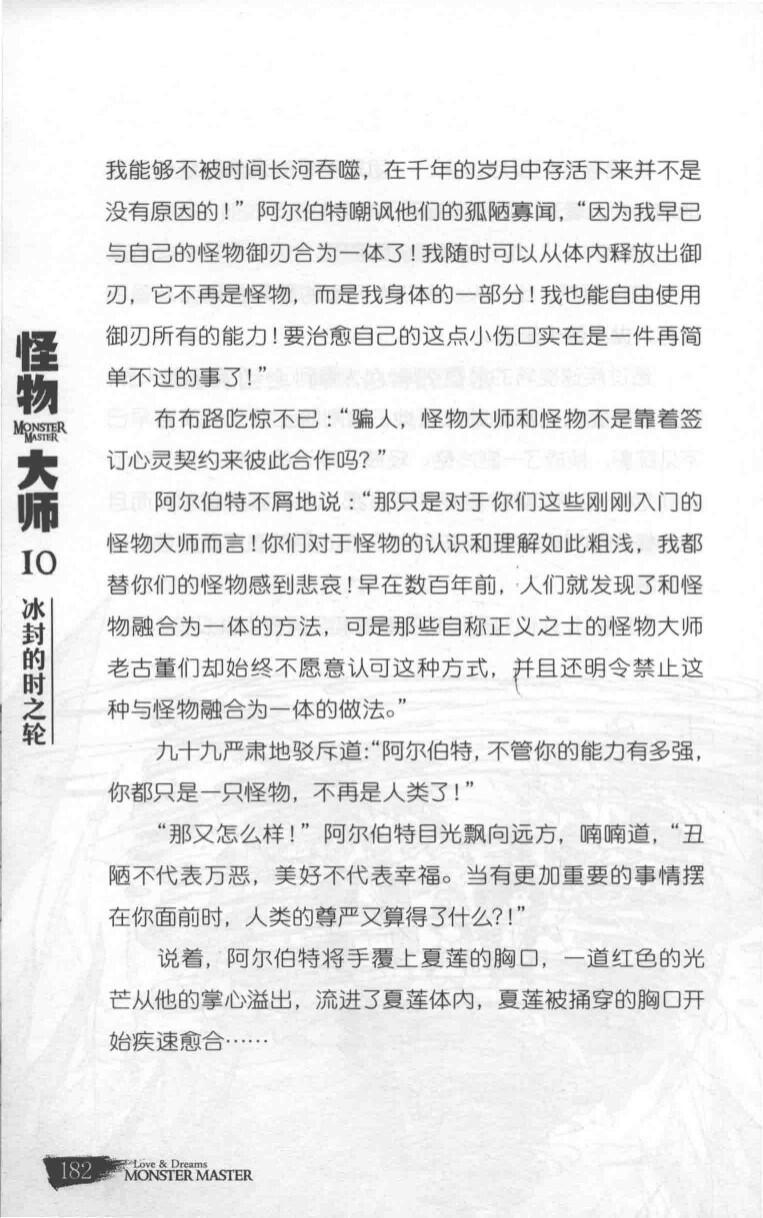 我能够不被时间长河吞噬，在千年的岁月中存活下来并不是
没有原因的！”阿尔伯特嘲讽他们的孤陋寡闻，“因为我早已
与自己的怪物御刃合为一体了！我随时可以从体内释放出御
刃，它不再是怪物，而是我身体的一部分！我也能自由使用
御刃所有的能力！要治愈自己的这点小伤口实在是一件再简
单不过的事了！”
布布路吃惊不已：“骗人，怪物大师和怪物不是靠着签
订心灵契约来彼此合作吗？”
阿尔伯特不屑地说：“那只是对于你们这些刚刚入门的
怪物大师而言！你们对于怪物的认识和理解如此粗浅，我都
替你们的怪物感到悲哀！早在数百年前，人们就发现了和怪
物融合为一体的方法，可是那些自称正义之士的怪物大师
老古董们却始终不愿意认可这种方式，并且还明令禁止这
种与怪物融合为一体的做法。”
九十九严肃地驳斥道：“阿尔伯特，不管你的能力有多强，
你都只是一只怪物，不再是人类了！”
“那又怎么样！”阿尔伯特目光飘向远方，喃喃道，“丑
陋不代表万恶，美好不代表幸福。当有更加重要的事情摆
在你面前时，人类的尊严又算得了什么？！”
说着，阿尔伯特将手覆上夏莲的胸口，一道红色的光
芒从他的掌心溢出，流进了夏莲体内，夏莲被捅穿的胸口开
始疾速愈合……
怪物
MONSTER
MASTER
大师
10
冰封的时之轮
182
Love & Dreams
MONSTER MASTER